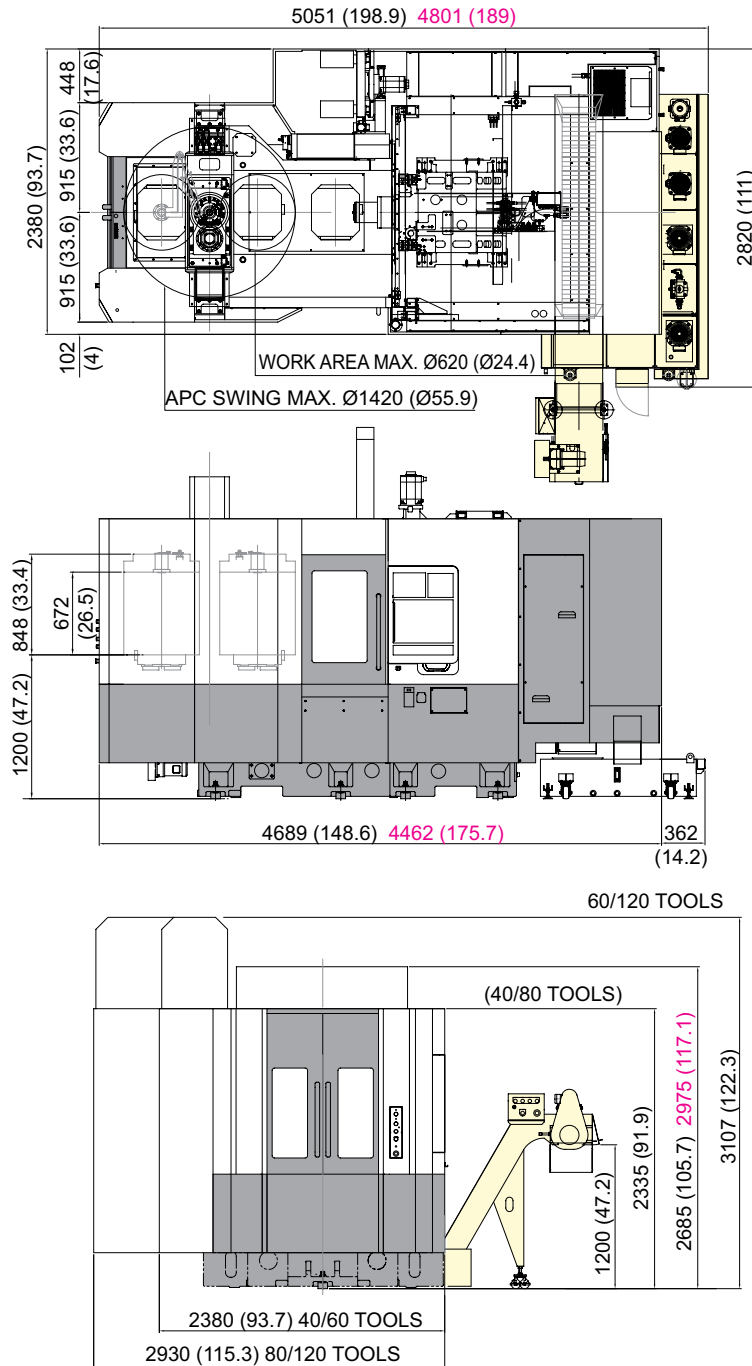 5051 (198.9) 4801 (189)
448
(17.6)
915 (33.6)
2380 (93.7)
915 (33.6)
102
(4)
2820 (111)
WORK AREA MAX. Ø620 (Ø24.4)
APC SWING MAX. Ø1420 (Ø55.9)
848 (33.4)
672
(26.5)
1200 (47.2)
4689 (148.6) 4462 (175.7)
362
(14.2)
60/120 TOOLS
(40/80 TOOLS)
1200 (47.2)
2335 (91.9)
2685 (105.7) 2975 (117.1)
3107 (122.3)
2380 (93.7) 40/60 TOOLS
2930 (115.3) 80/120 TOOLS